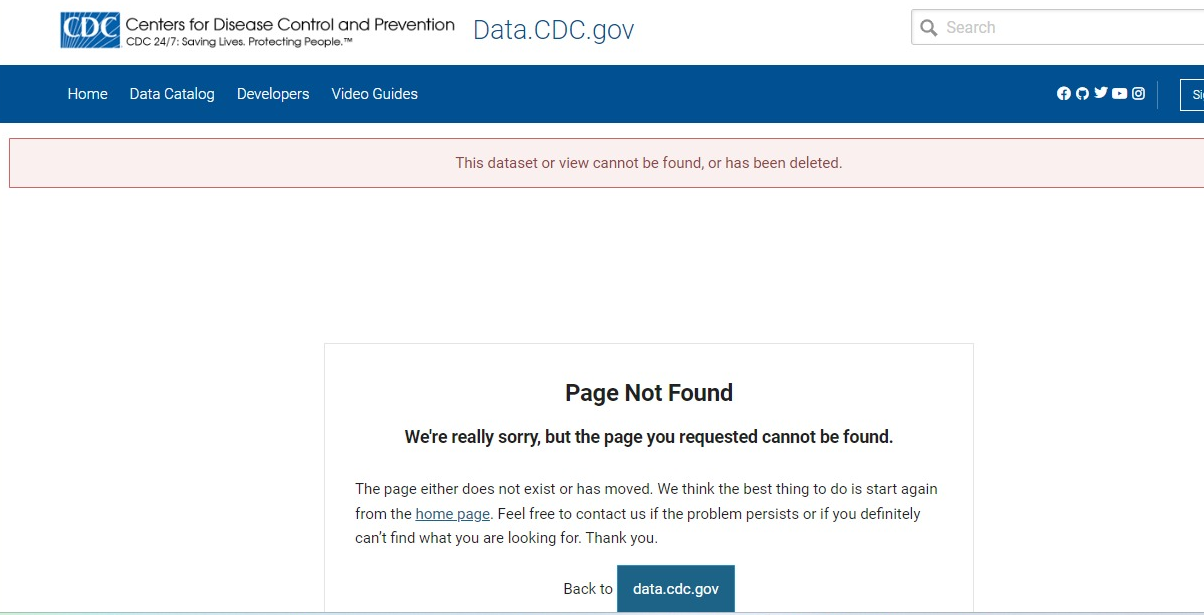 CDC Centers for Disease Control and Prevention
CDC 24/7: Saving Lives. Protecting People.™
Data.CDC.gov
Search
Home Data Catalog Developers Video Guides
Si
This dataset or view cannot be found, or has been deleted.
Page Not Found
We're really sorry, but the page you requested cannot be found.
The page either does not exist or has moved. We think the best thing to do is start again
from the home page. Feel free to contact us if the problem persists or if you definitely
can't find what you are looking for. Thank you.
Back to data.cdc.gov